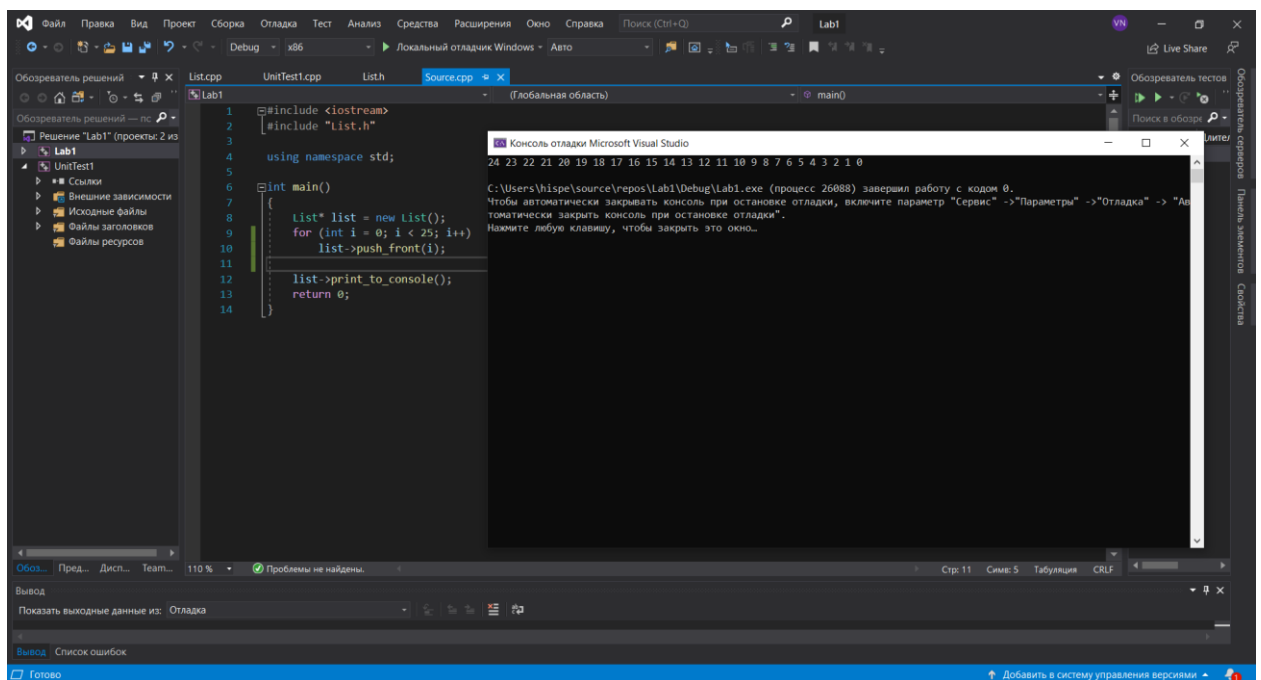 Файл Правка Вид Проект Сборка Отладка Тест Анализ Средства Расширения Окно Справка Поиск (Ctrl+Q) Lab1 VN
Debug x86 Локальный отладчик Windows Авто Live Share
Обозреватель решений
Обозреватель решений — пс
Решение "Lab1" (проекты: 2 из
Lab1
UnitTest1
Ссылки
Внешние зависимости
Исходные файлы
Файлы заголовков
Файлы ресурсов
Обоз... Пред... Дисп... Team...
List.cpp UnitTest1.cpp List.h Source.cpp
Lab1 (Глобальная область) main()
1 #include <iostream>
2 #include "List.h"
3
4 using namespace std;
5
6 int main()
7 {
8 List* list = new List();
9 for (int i = 0; i < 25; i++)
10 list->push_front(i);
11
12 list->print_to_console();
13 return 0;
14 }
Консоль отладки Microsoft Visual Studio
24 23 22 21 20 19 18 17 16 15 14 13 12 11 10 9 8 7 6 5 4 3 2 1 0
C:\Users\hispe\source\repos\Lab1\Debug\Lab1.exe (процесс 26088) завершил работу с кодом 0.
Чтобы автоматически закрывать консоль при остановке отладки, включите параметр "Сервис" ->"Параметры" ->"Отладка" -> "Ав
томатически закрыть консоль при остановке отладки".
Нажмите любую клавишу, чтобы закрыть это окно…
Обозреватель тестов
Поиск в обозре
Обозреватель серверов
Панель элементов
Свойства
110 % Проблемы не найдены. Стр: 11 Симв: 5 Табуляция CRLF
Вывод
Показать выходные данные из: Отладка
Вывод Список ошибок
Готово Добавить в систему управления версиями 1